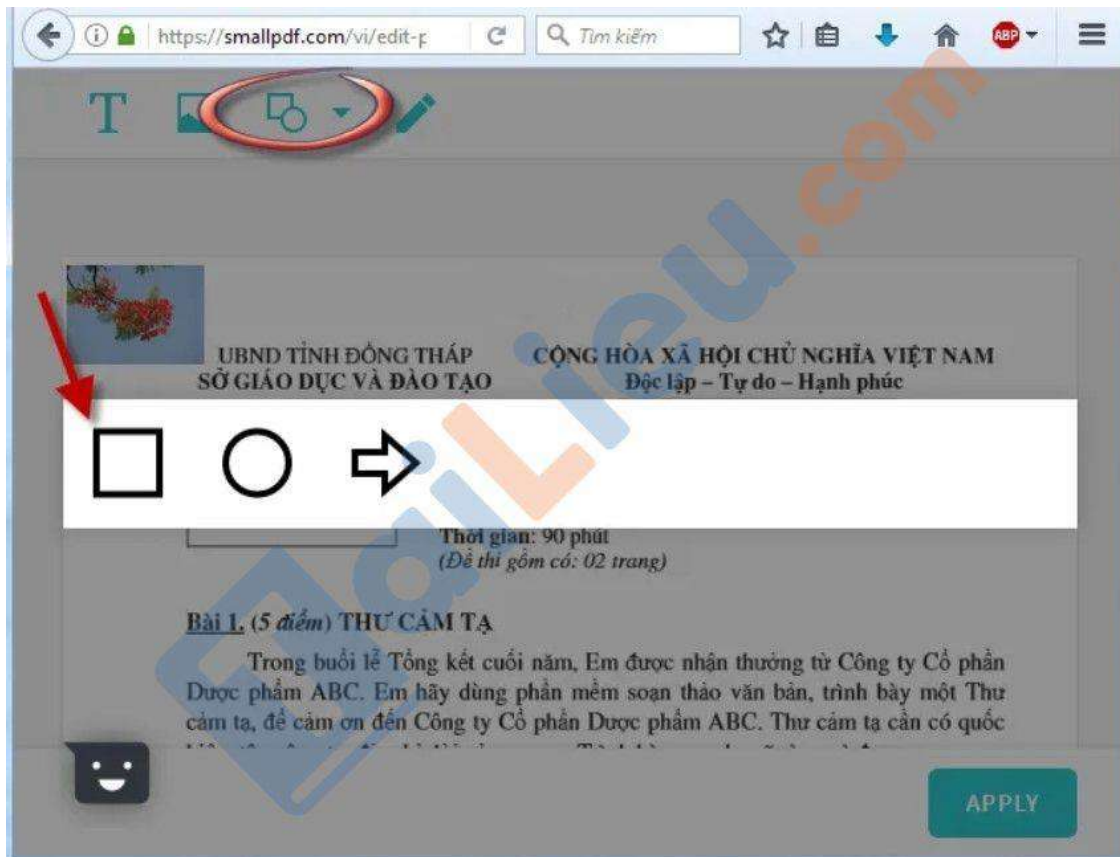 https://smallpdf.com/vi/edit-p
Tìm kiếm
ABP
T
UBND TỈNH ĐỒNG THÁP
SỞ GIÁO DỤC VÀ ĐÀO TẠO
CỘNG HÒA XÃ HỘI CHỦ NGHĨA VIỆT NAM
Độc lập – Tự do – Hạnh phúc
TaiLieu.com
Thời gian: 90 phút
(Đề thi gồm có: 02 trang)
Bài 1. (5 điểm) THƯ CẢM TẠ
Trong buổi lễ Tổng kết cuối năm, Em được nhận thưởng từ Công ty Cổ phần
Dược phẩm ABC. Em hãy dùng phần mềm soạn thảo văn bản, trình bày một Thư
cảm tạ, để cảm ơn đến Công ty Cổ phần Dược phẩm ABC. Thư cảm tạ cần có quốc
APPLY